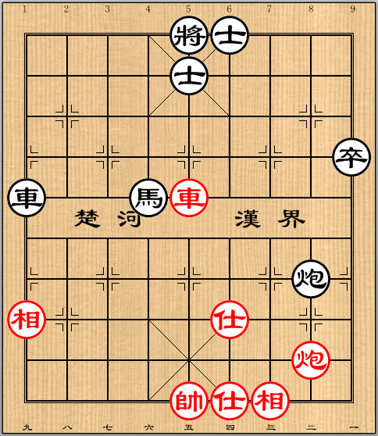 1 2 3 4 5 6 7 8 9
將 士
士
卒
車 馬 車
楚 河 漢 界
炮
相 仕
炮
帥 仕 相
九 八 七 六 五 四 三 二 一